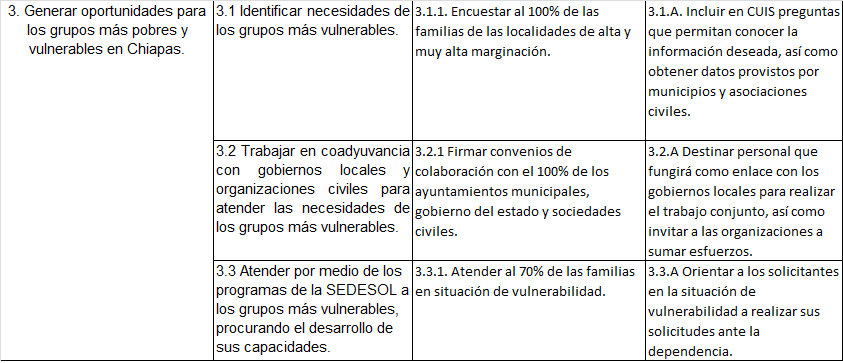 3. Generar oportunidades para
los grupos más pobres y
vulnerables en Chiapas.
3.1 Identificar necesidades de
los grupos más vulnerables.
3.1.1. Encuestar al 100% de las
familias de las localidades de alta y
muy alta marginación.
3.1.A. Incluir en CUIS preguntas
que permitan conocer la
información deseada, así como
obtener datos provistos por
municipios y asociaciones
civiles.
3.2 Trabajar en coadyuvancia
con gobiernos locales y
organizaciones civiles para
atender las necesidades de
los grupos más vulnerables.
3.2.1 Firmar convenios de
colaboración con el 100% de los
ayuntamientos municipales,
gobierno del estado y sociedades
civiles.
3.2.A Destinar personal que
fungirá como enlace con los
gobiernos locales para realizar
el trabajo conjunto, así como
invitar a las organizaciones a
sumar esfuerzos.
3.3 Atender por medio de los
programas de la SEDESOL a
los grupos más vulnerables,
procurando el desarrollo de
sus capacidades.
3.3.1. Atender al 70% de las familias
en situación de vulnerabilidad.
3.3.A Orientar a los solicitantes
en la situación de
vulnerabilidad a realizar sus
solicitudes ante la
dependencia.